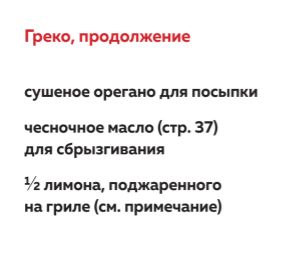 Греко, продолжение
сушеное орегано для посыпки
чесночное масло (стр. 37)
для сбрызгивания
½ лимона, поджаренного
на гриле (см. примечание)